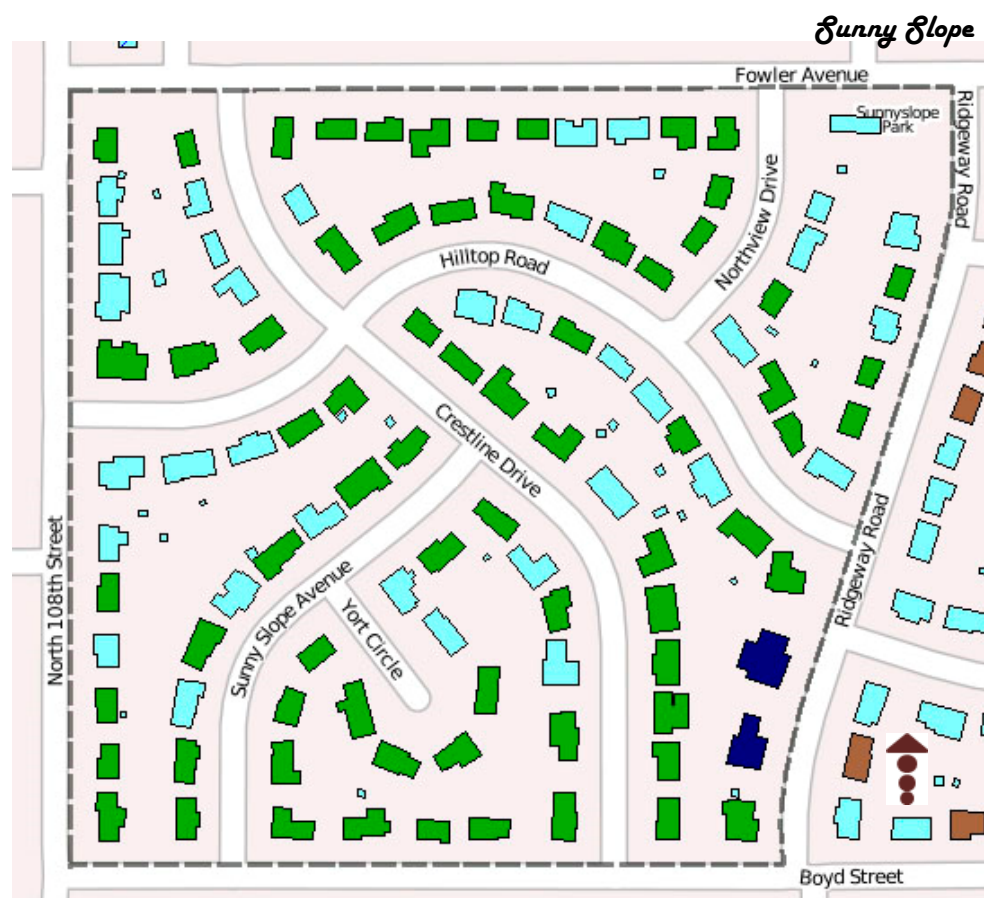 Sunny Slope
Fowler Avenue
Ridgeway Road
Sunnyslope
Park
Northview Drive
Hilltop Road
Crestline Drive
North 108th Street
Sunny Slope Avenue
Yort Circle
Ridgeway Road
Boyd Street